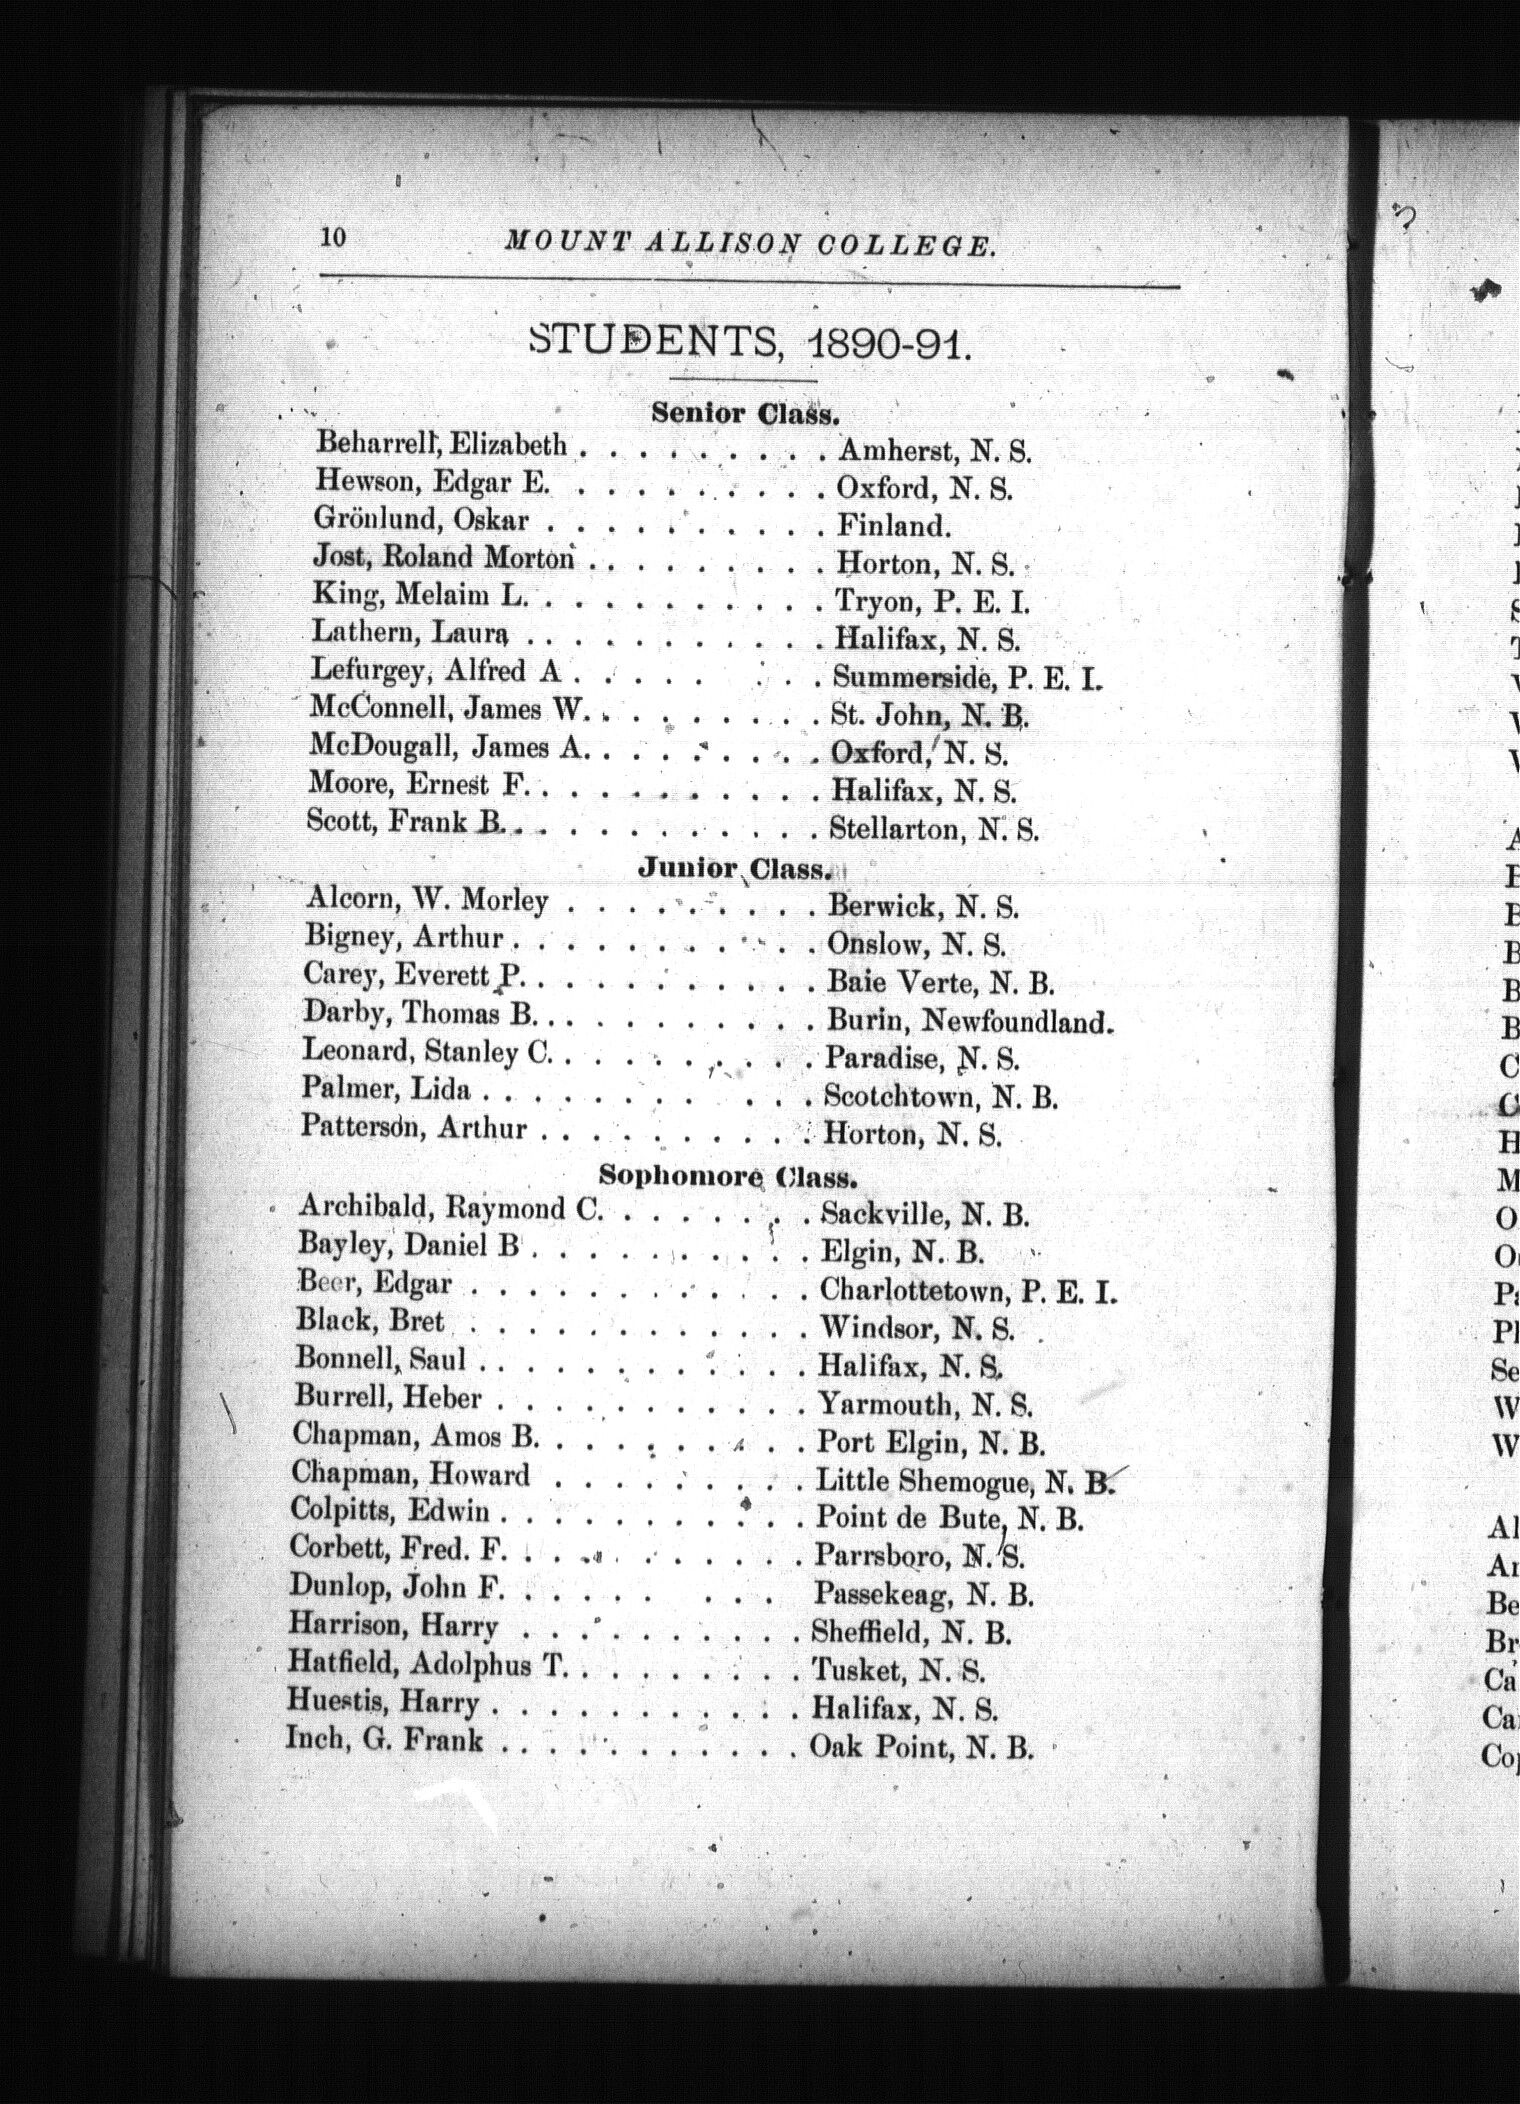 10 MOUNT ALLISON COLLEGE.
STUDENTS, 1890-91.
Senior Class.
Beharrell, Elizabeth . . . . . . . . . Amherst, N. S.
Hewson, Edgar E. . . . . . . . . . Oxford, N. S.
Grönlund, Oskar . . . . . . . . . . Finland.
Jost, Roland Morton . . . . . . . . . Horton, N. S.
King, Melaim L. . . . . . . . . . . Tryon, P. E. I.
Lathern, Laura . . . . . . . . . . . Halifax, N. S.
Lefurgey, Alfred A . . . . . . . . Summerside, P. E. I.
McConnell, James W. . . . . . . . . St. John, N. B.
McDougall, James A. . . . . . . . . Oxford, N. S.
Moore, Ernest F. . . . . . . . . . . Halifax, N. S.
Scott, Frank B. . . . . . . . . . . . Stellarton, N. S.
Junior Class.
Alcorn, W. Morley . . . . . . . . . Berwick, N. S.
Bigney, Arthur . . . . . . . . . . . Onslow, N. S.
Carey, Everett P. . . . . . . . . . . Baie Verte, N. B.
Darby, Thomas B. . . . . . . . . . . Burin, Newfoundland.
Leonard, Stanley C. . . . . . . . . . Paradise, N. S.
Palmer, Lida . . . . . . . . . . . Scotchtown, N. B.
Patterson, Arthur . . . . . . . . . . Horton, N. S.
Sophomore Class.
Archibald, Raymond C. . . . . . . . Sackville, N. B.
Bayley, Daniel B . . . . . . . . . . Elgin, N. B.
Beer, Edgar . . . . . . . . . . . . Charlottetown, P. E. I.
Black, Bret . . . . . . . . . . . . Windsor, N. S.
Bonnell, Saul . . . . . . . . . . . . Halifax, N. S.
Burrell, Heber . . . . . . . . . . . Yarmouth, N. S.
Chapman, Amos B. . . . . . . . . . Port Elgin, N. B.
Chapman, Howard . . . . . . . . . Little Shemogue, N. B.
Colpitts, Edwin . . . . . . . . . . . Point de Bute, N. B.
Corbett, Fred. F. . . . . . . . . . . Parrsboro, N. S.
Dunlop, John F. . . . . . . . . Passekeag, N. B.
Harrison, Harry . . . . . . . . . . Sheffield, N. B.
Hatfield, Adolphus T. . . . . . . . . Tusket, N. S.
Huestis, Harry . . . . . . . . . . . Halifax, N. S.
Inch, G. Frank . . . . . . . . . . . Oak Point, N. B.